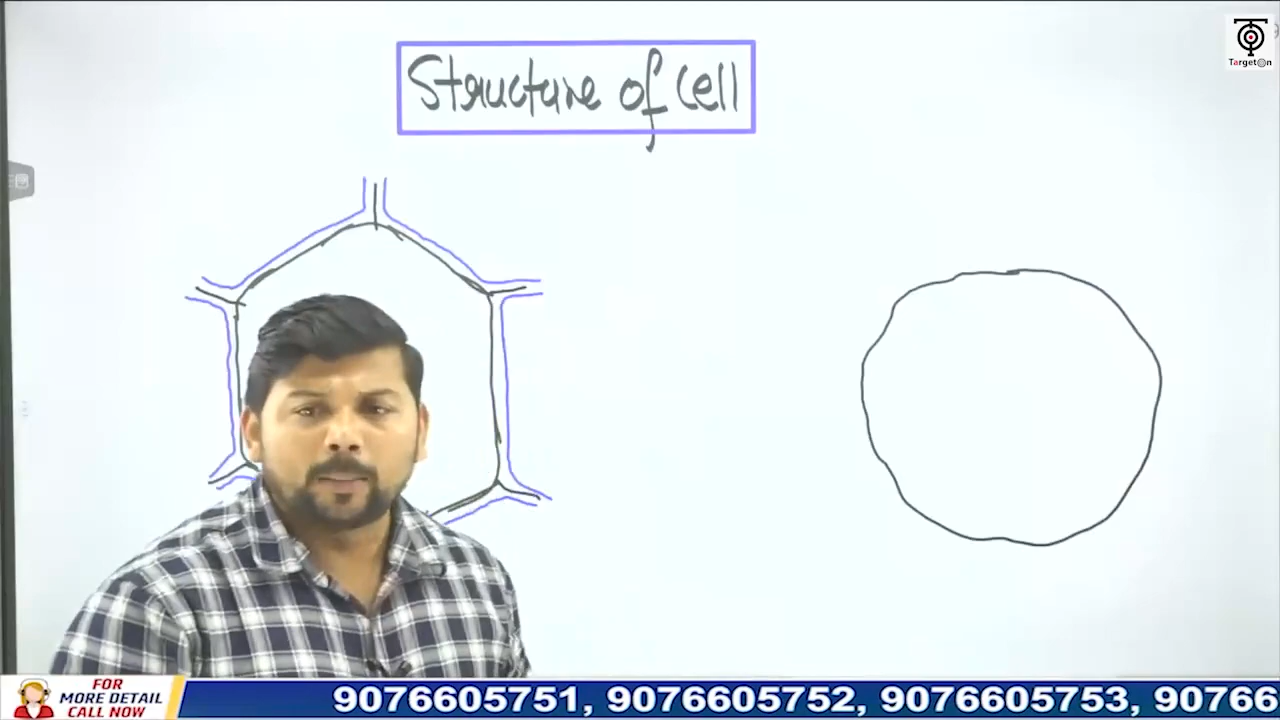 Structure of cell
TargetOn
FOR
MORE DETAIL
CALL NOW
9076605751, 9076605752, 9076605753, 90766